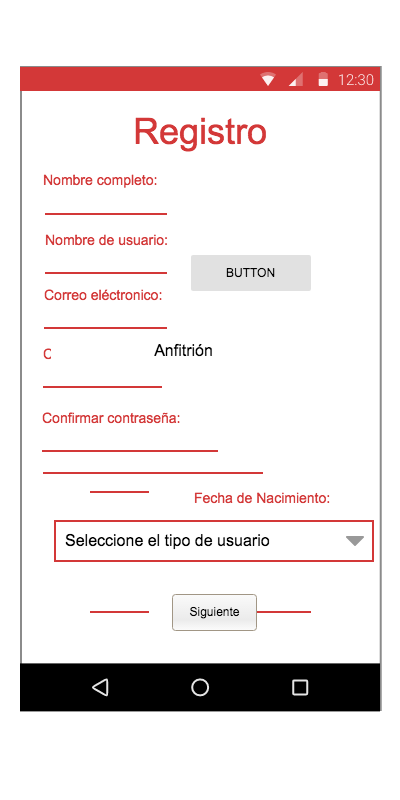 12:30
Registro
Nombre completo:
Nombre de usuario:
BUTTON
Correo eléctronico:
C
Anfitrión
Confirmar contraseña:
Fecha de Nacimiento:
Seleccione el tipo de usuario
Siguiente